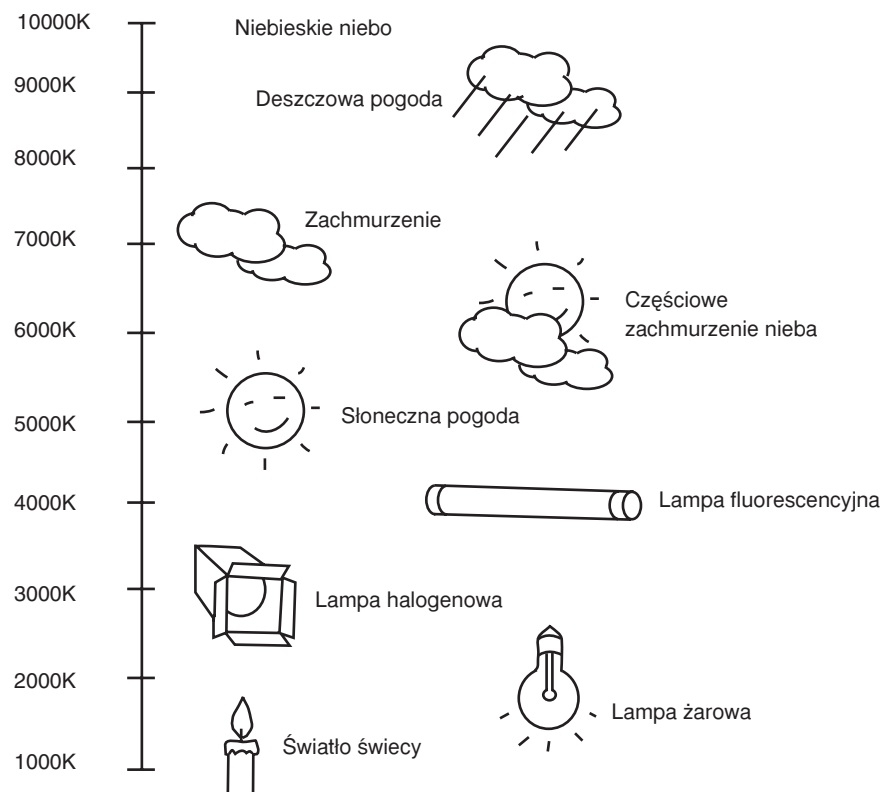 10000K
Niebieskie niebo
9000K
Deszczowa pogoda
8000K
Zachmurzenie
7000K
Częściowe
zachmurzenie nieba
6000K
Słoneczna pogoda
5000K
4000K
Lampa fluorescencyjna
3000K
Lampa halogenowa
2000K
Lampa żarowa
Światło świecy
1000K